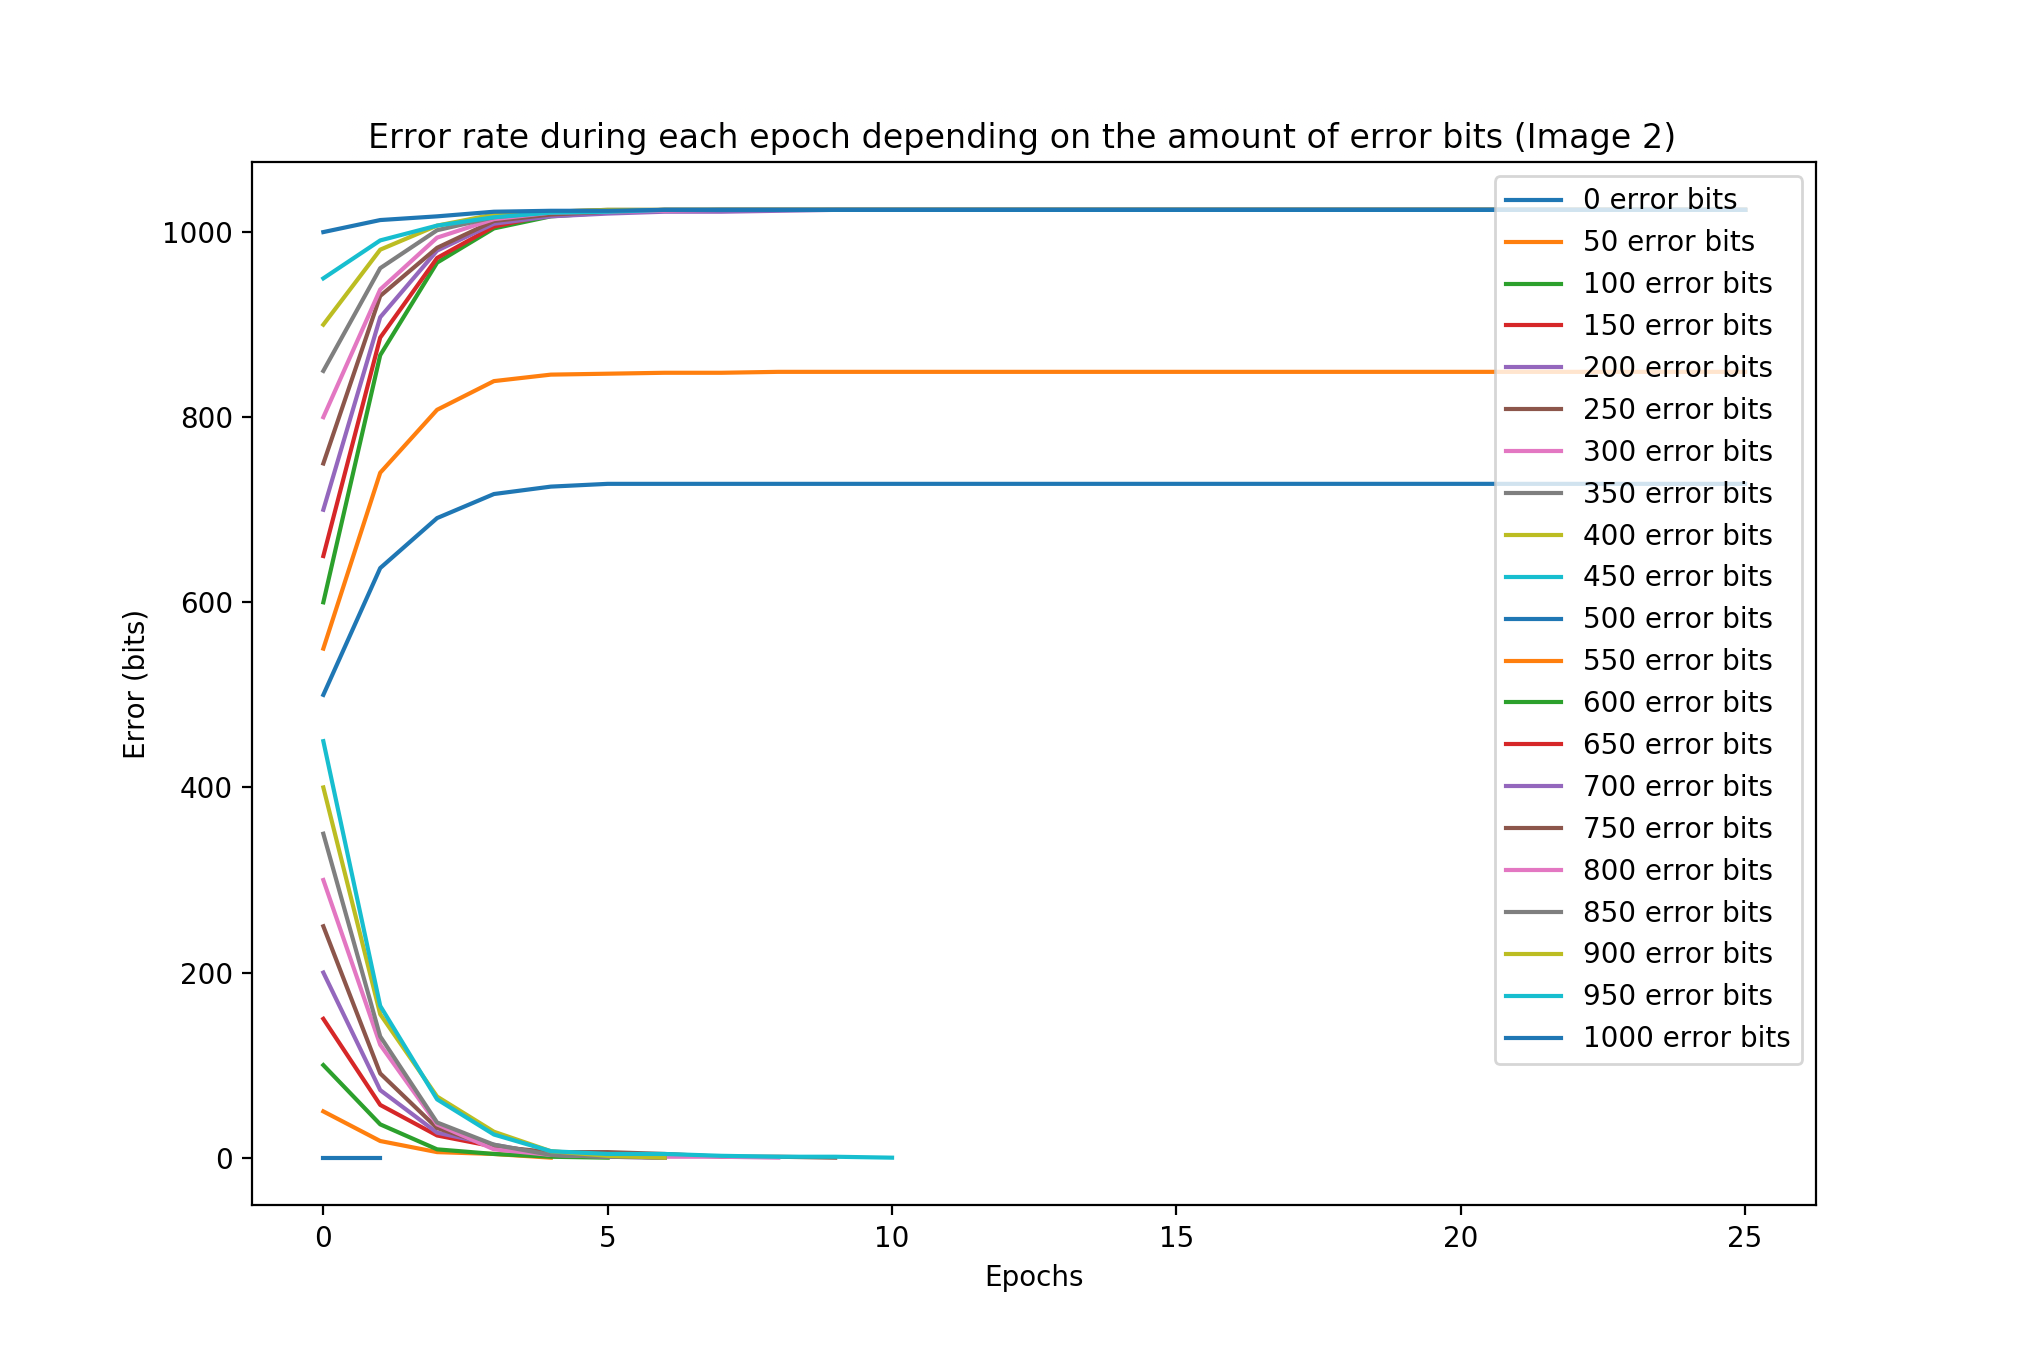 Error rate during each epoch depending on the amount of error bits (Image 2)
1000
800
600
400
200
0
Error (bits)
0 error bits
50 error bits
100 error bits
150 error bits
200 error bits
250 error bits
300 error bits
350 error bits
400 error bits
450 error bits
500 error bits
550 error bits
600 error bits
650 error bits
700 error bits
750 error bits
800 error bits
850 error bits
900 error bits
950 error bits
1000 error bits
0 5 10 15 20 25
Epochs